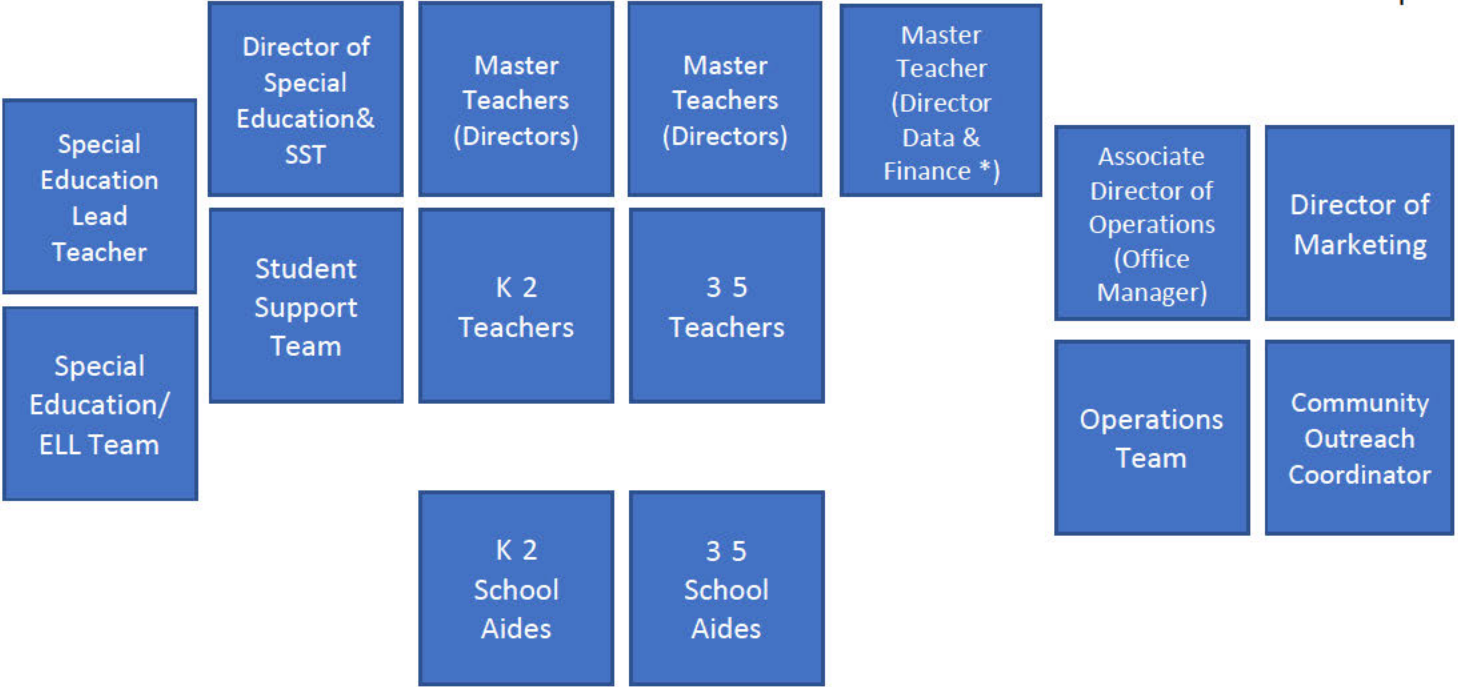 Special
Education
Lead
Teacher
Special
Education/
ELL Team
Director of
Special
Education&
SST
Student
Support
Team
Master
Teachers
(Directors)
K 2
Teachers
K 2
School
Aides
Master
Teachers
(Directors)
3 5
Teachers
3 5
School
Aides
Master
Teacher
(Director
Data &
Finance *)
Associate
Director of
Operations
(Office
Manager)
Operations
Team
Director of
Marketing
Community
Outreach
Coordinator